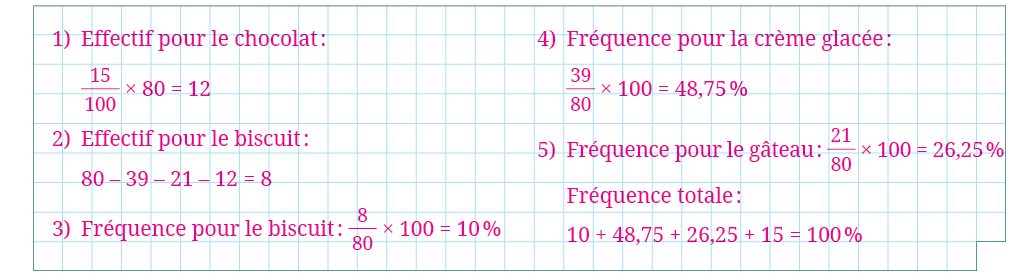 1) Effectif pour le chocolat :
15/100 × 80 = 12
2) Effectif pour le biscuit :
80 – 39 – 21 – 12 = 8
3) Fréquence pour le biscuit : 8/80 × 100 = 10 %
4) Fréquence pour la crème glacée :
39/80 × 100 = 48,75 %
5) Fréquence pour le gâteau : 21/80 × 100 = 26,25 %
Fréquence totale :
10 + 48,75 + 26,25 + 15 = 100 %